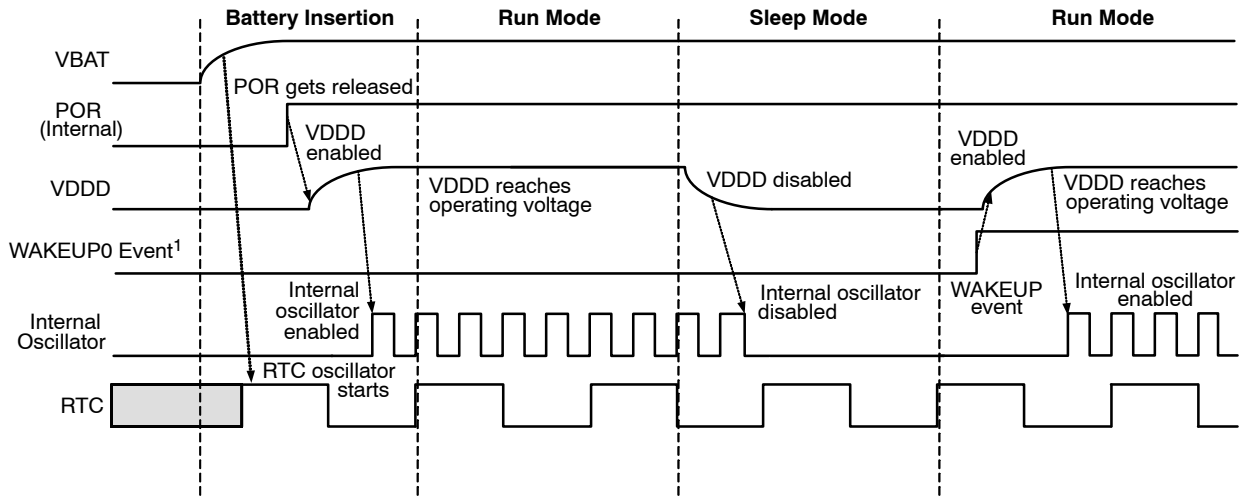 Battery Insertion
Run Mode
Sleep Mode
Run Mode
VBAT
POR gets released
POR
(Internal)
VDDD
enabled
VDDD
enabled
VDDD
VDDD reaches
operating voltage
VDDD disabled
VDDD reaches
operating voltage
WAKEUP0 Event1
Internal
oscillator
enabled
Internal oscillator
disabled
WAKEUP
event
Internal oscillator
enabled
Internal
Oscillator
RTC oscillator
starts
RTC